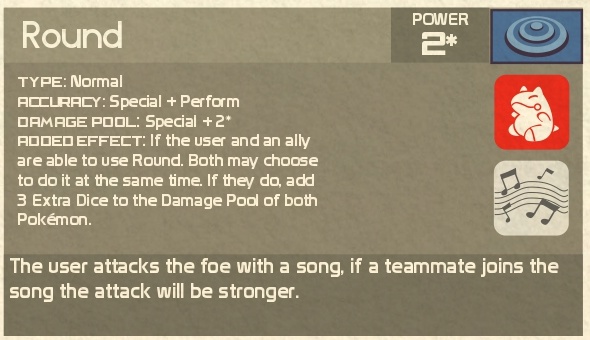 Round
POWER
2*
TYPE: Normal
ACCURACY: Special + Perform
DAMAGE POOL: Special + 2*
ADDED EFFECT: If the user and an ally
are able to use Round. Both may choose
to do it at the same time. If they do, add
3 Extra Dice to the Damage Pool of both
Pokémon.
The user attacks the foe with a song, if a teammate joins the
song the attack will be stronger.